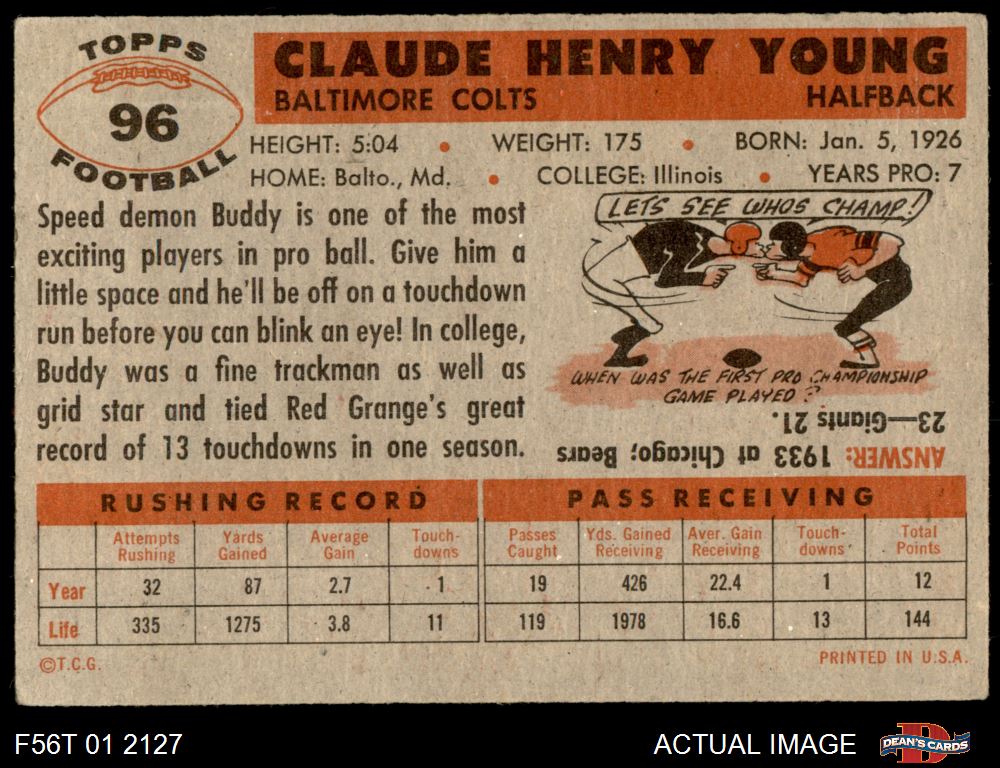 TOPPS
96
FOOTBALL
CLAUDE HENRY YOUNG
BALTIMORE COLTS HALFBACK
HEIGHT: 5:04 • WEIGHT: 175 • BORN: Jan. 5, 1926
HOME: Balto., Md. • COLLEGE: Illinois • YEARS PRO: 7
Speed demon Buddy is one of the most
exciting players in pro ball. Give him a
little space and he'll be off on a touchdown
run before you can blink an eye! In college,
Buddy was a fine trackman as well as
grid star and tied Red Grange's great
record of 13 touchdowns in one season.
LETS SEE WHOS CHAMP!
WHEN WAS THE FIRST PRO CHAMPIONSHIP
GAME PLAYED?
ANSWER: 1933 at Chicago; Bears
23—Giants 21.
RUSHING RECORD
Attempts Rushing Yards Gained Average Gain Touch-downs
Year 32 87 2.7 1
Life 335 1275 3.8 11
PASS RECEIVING
Passes Caught Yds. Gained Receiving Aver. Gain Receiving Touch-downs Total Points
19 426 22.4 1 12
119 1978 16.6 13 144
©T.C.G. PRINTED IN U.S.A.
F56T 01 2127 ACTUAL IMAGE DEAN'S CARDS